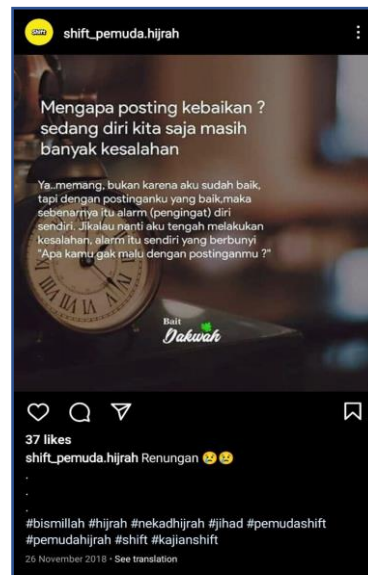 Shift
shift_pemuda.hijrah
Mengapa posting kebaikan ?
sedang diri kita saja masih
banyak kesalahan
Ya..memang, bukan karena aku sudah baik,
tapi dengan postinganku yang baik,maka
sebenarnya itu alarm (pengingat) diri
sendiri. Jikalau nanti aku tengah melakukan
kesalahan, alarm itu sendiri yang berbunyi
"Apa kamu gak malu dengan postinganmu ?"
Bait
Dakwah
37 likes
shift_pemuda.hijrah Renungan 😢😢
.
.
.
#bismillah #hijrah #nekadhijrah #jihad #pemudashift
#pemudahijrah #shift #kajianshift
26 November 2018 • See translation